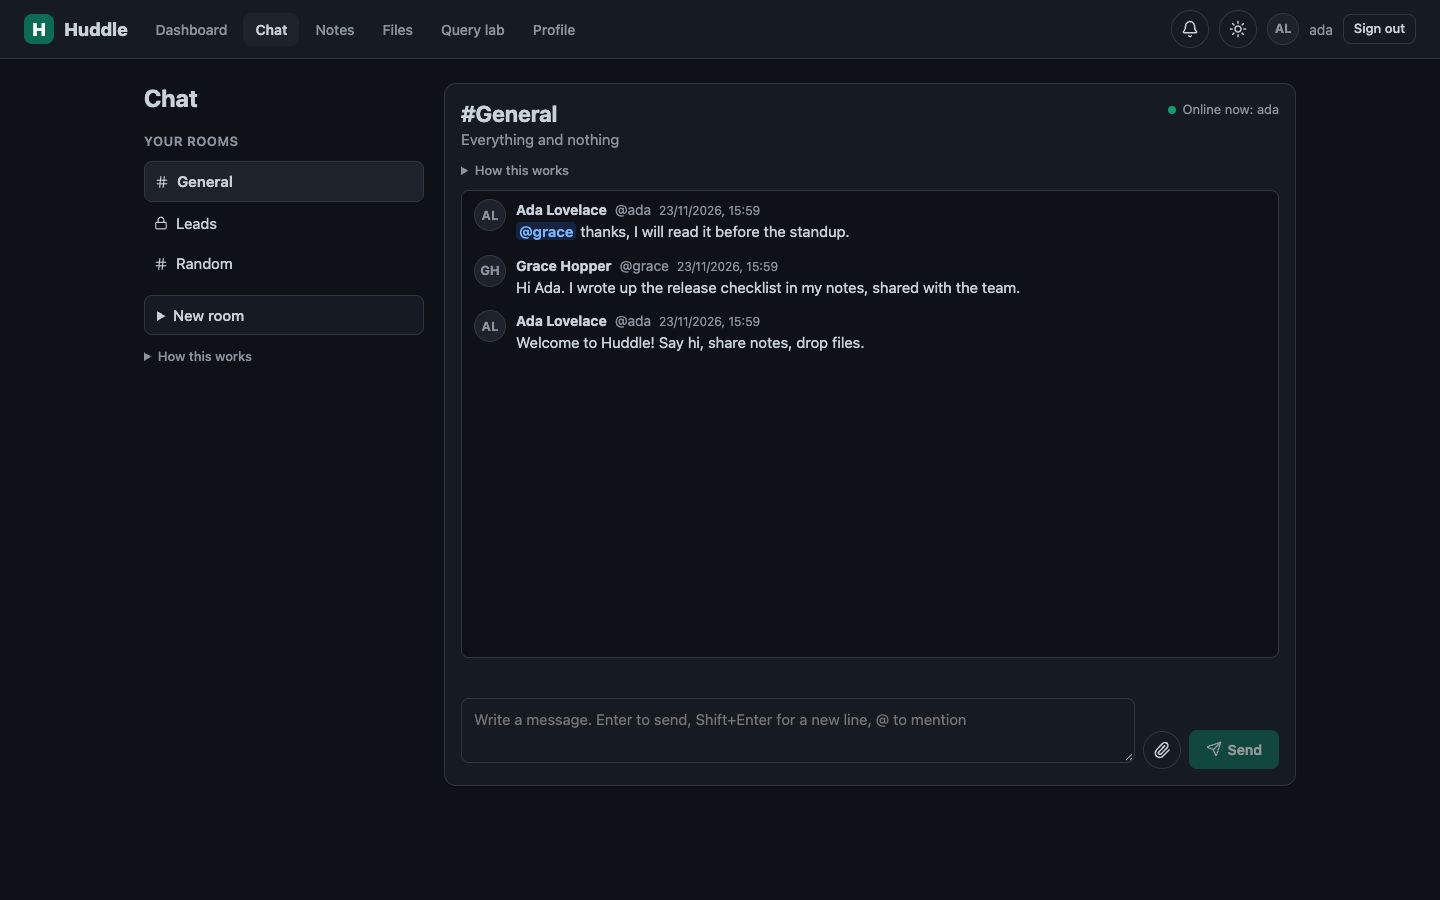 H Huddle Dashboard Chat Notes Files Query lab Profile AL ada Sign out
Chat
YOUR ROOMS
# General
Leads
# Random
New room
How this works
#General
Online now: ada
Everything and nothing
How this works
AL Ada Lovelace @ada 23/11/2026, 15:59
@grace thanks, I will read it before the standup.
GH Grace Hopper @grace 23/11/2026, 15:59
Hi Ada. I wrote up the release checklist in my notes, shared with the team.
AL Ada Lovelace @ada 23/11/2026, 15:59
Welcome to Huddle! Say hi, share notes, drop files.
Write a message. Enter to send, Shift+Enter for a new line, @ to mention
Send